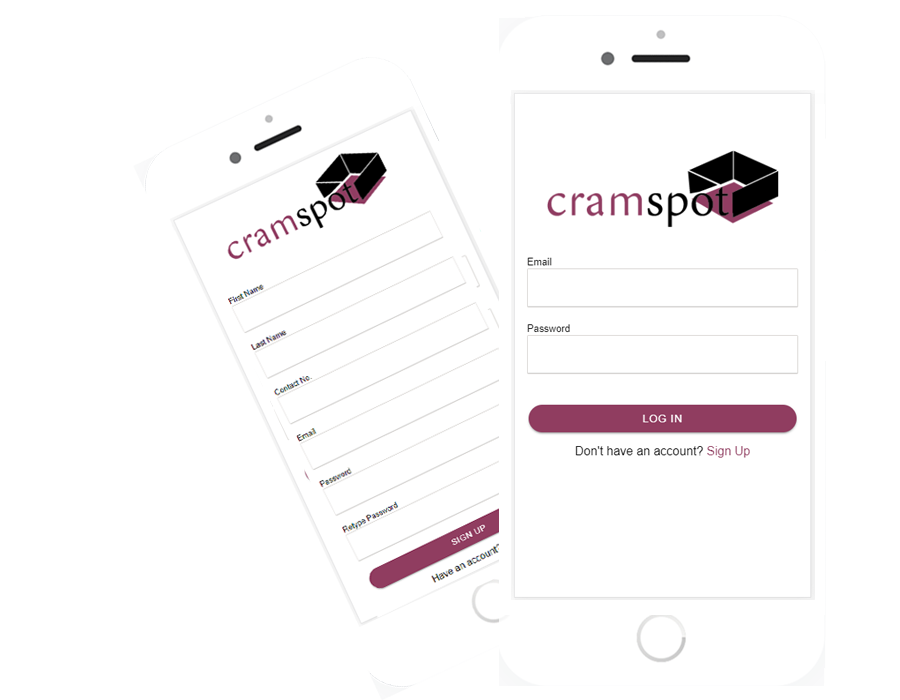 cramspot
First Name
Last Name
Contact No.
Email
Password
Retype Password
SIGN UP
Have an account?
cramspot
Email
Password
LOG IN
Don't have an account? Sign Up